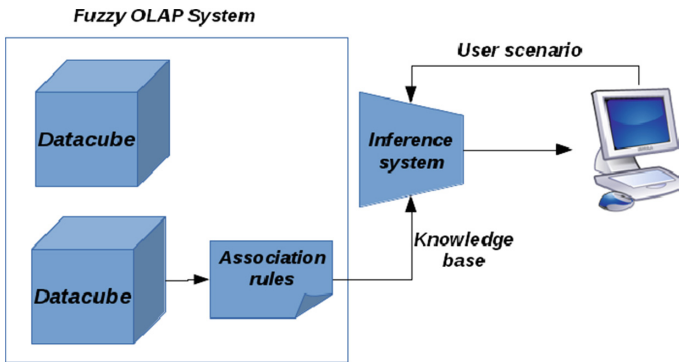 Fuzzy OLAP System
User scenario
Datacube
Inference
system
Association
rules
Datacube
Knowledge
base